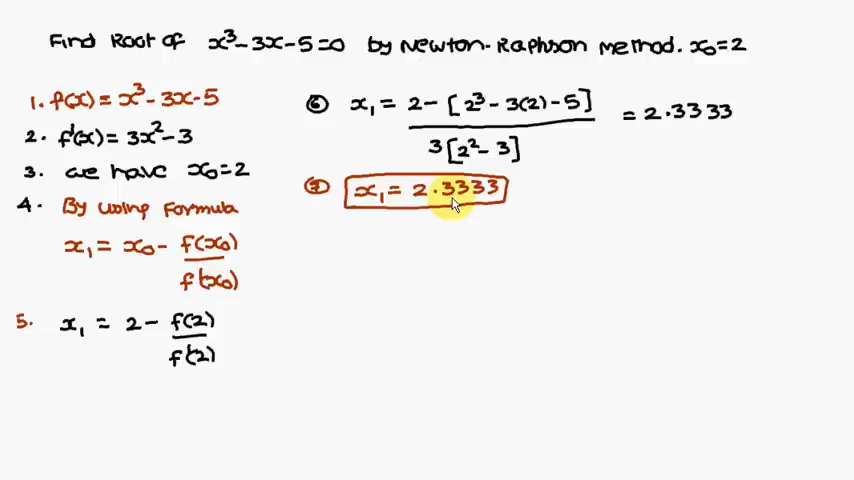 Find Root of x³-3x-5=0 by Newton-Raphson method. x₀=2
1. f(x) = x³-3x-5
2. f'(x) = 3x²-3
3. we have x₀=2
4. By using Formula
x₁ = x₀ - f(x₀)
f'(x₀)
5. x₁ = 2 - f(2)
f'(2)
⑥ x₁ = 2-[2³-3(2)-5] = 2.3333
3[2²-3]
⑦ x₁ = 2.3333